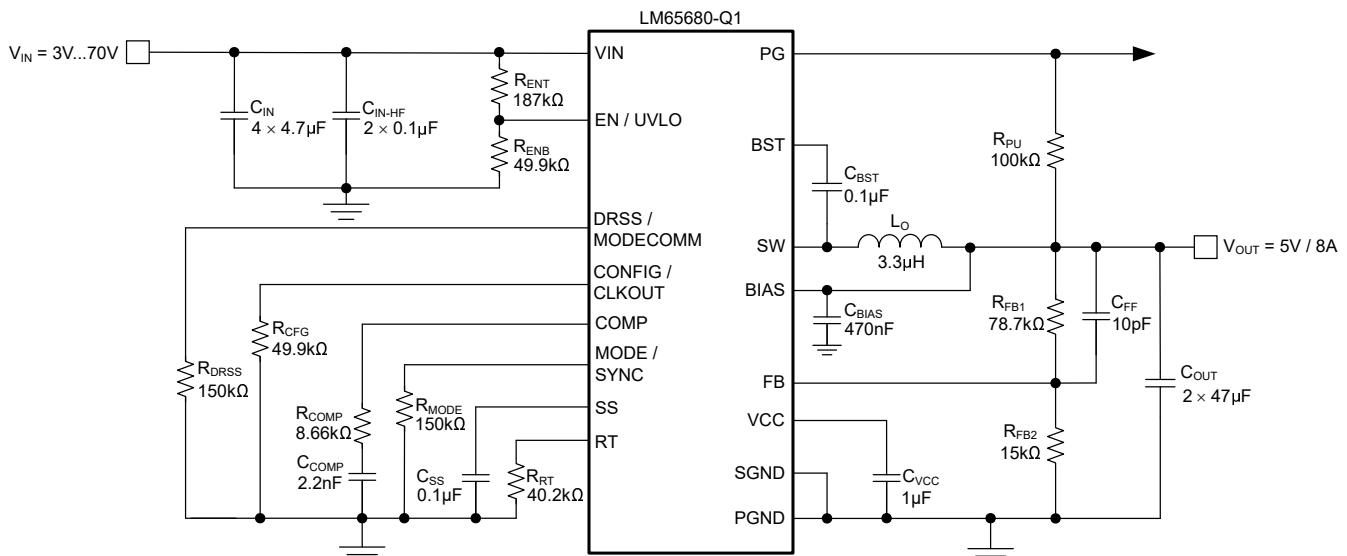 LM65680-Q1
V_IN = 3V...70V
C_IN
4 × 4.7µF
C_IN-HF
2 × 0.1µF
R_ENT
187kΩ
R_ENB
49.9kΩ
VIN
EN / UVLO
DRSS /
MODECOMM
CONFIG /
CLKOUT
COMP
MODE /
SYNC
SS
RT
R_DRSS
150kΩ
R_CFG
49.9kΩ
R_COMP
8.66kΩ
C_COMP
2.2nF
R_MODE
150kΩ
C_SS
0.1µF
R_RT
40.2kΩ
PG
BST
SW
BIAS
FB
VCC
SGND
PGND
R_PU
100kΩ
C_BST
0.1µF
L_O
3.3µH
V_OUT = 5V / 8A
C_BIAS
470nF
R_FB1
78.7kΩ
C_FF
10pF
C_OUT
2 × 47µF
R_FB2
15kΩ
C_VCC
1µF